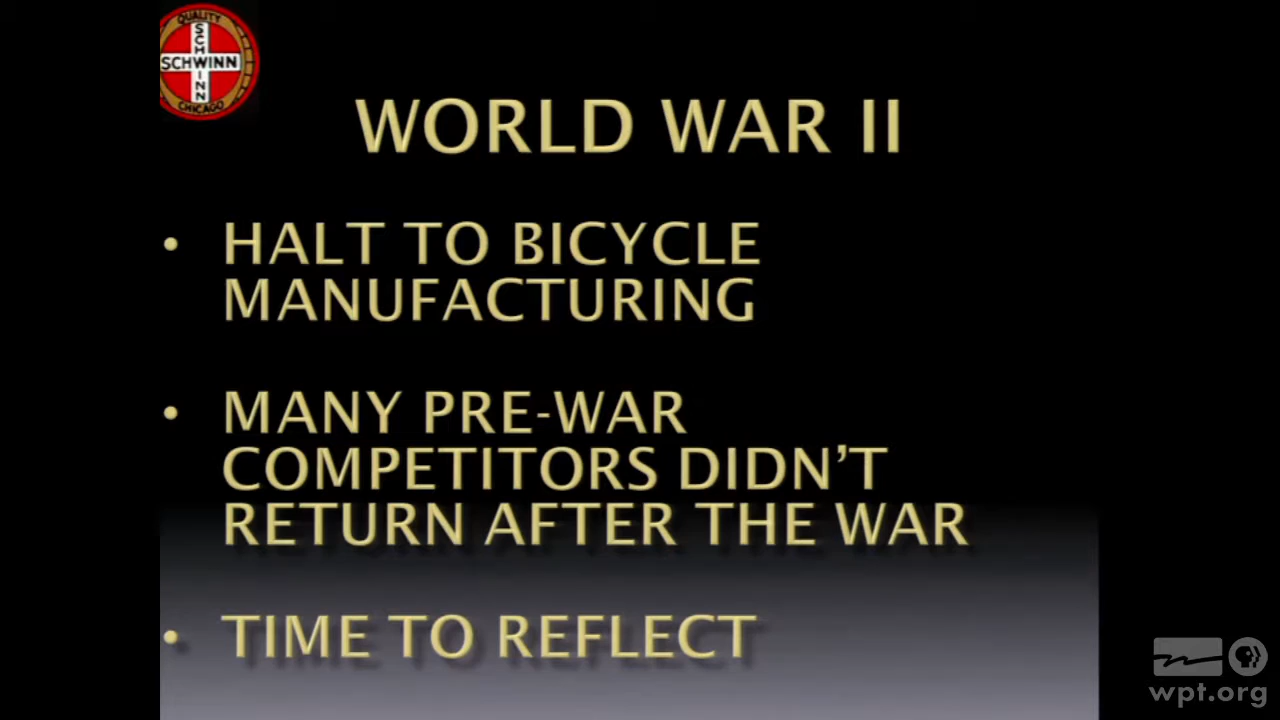 QUALITY
SCHWINN
SCHWINN
CHICAGO
WORLD WAR II
• HALT TO BICYCLE
MANUFACTURING
• MANY PRE-WAR
COMPETITORS DIDN’T
RETURN AFTER THE WAR
• TIME TO REFLECT
wpt.org